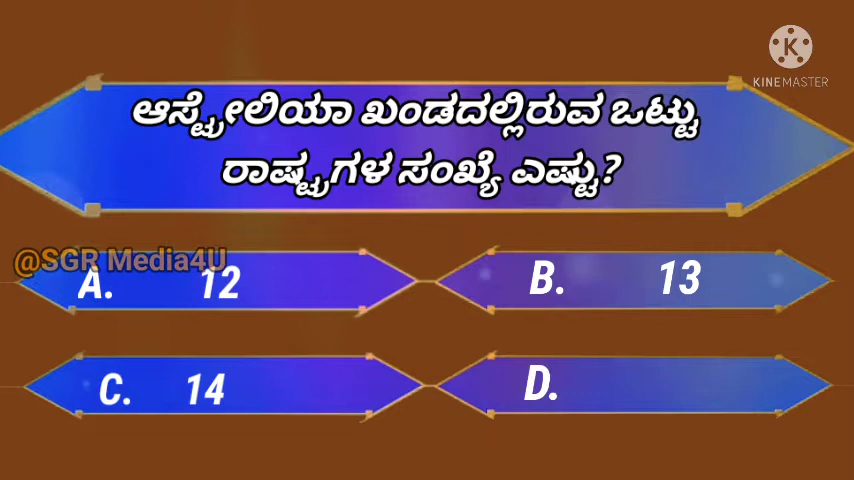 KINEMASTER
ಆಸ್ಟ್ರೇಲಿಯಾ ಖಂಡದಲ್ಲಿರುವ ಒಟ್ಟು
ರಾಷ್ಟ್ರಗಳ ಸಂಖ್ಯೆ ಎಷ್ಟು?
@SGR Media4U
A. 12
B. 13
C. 14
D.